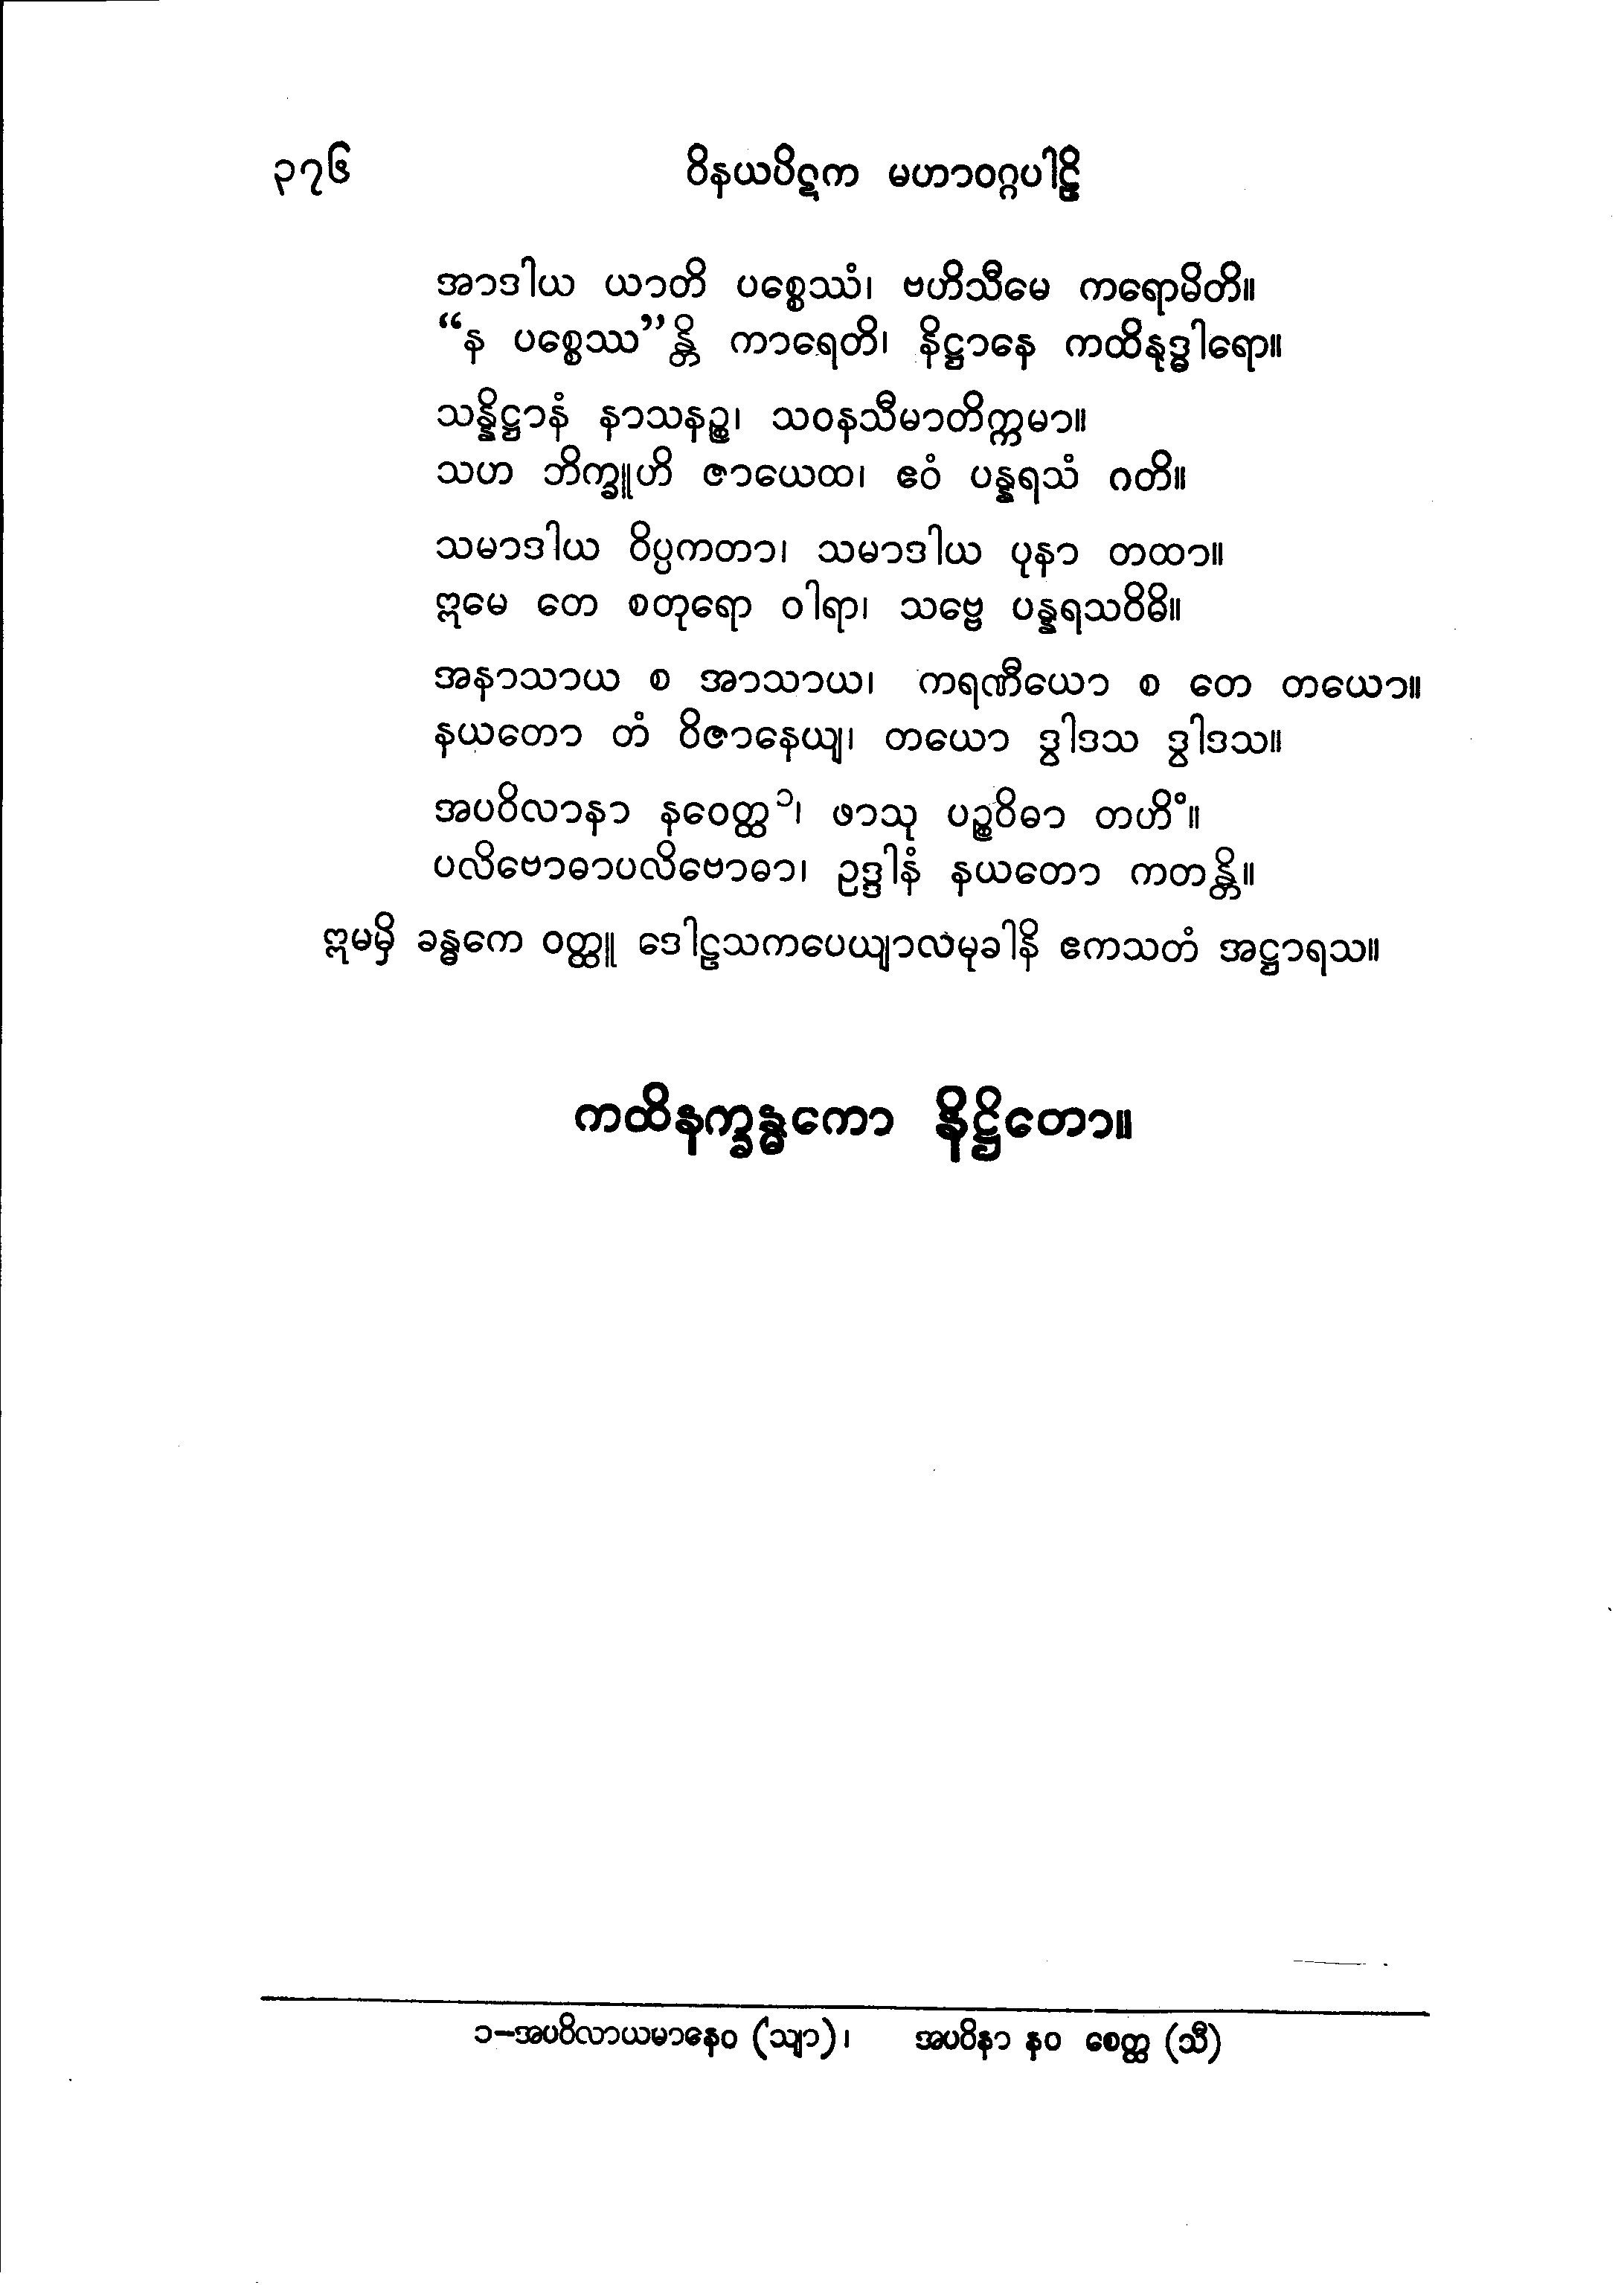 ၃၇၆ ဝိနယပိဋက မဟာဝဂ္ဂပါဠိ
အာဒါယ ယာတိ ပစ္စေဿံ၊ ဗဟိသီမေ ကရောမိတိ။
“န ပစ္စေဿ”န္တိ ကာရေတိ၊ နိဋ္ဌာနေ ကထိနုဒ္ဓါရော။
သန္နိဋ္ဌာနံ နာသနဉ္စ၊ သဝနသီမာတိက္ကမာ။
သဟ ဘိက္ခူဟိ ဇာယေထ၊ ဧဝံ ပန္နရသံ ဂတိ။
သမာဒါယ ဝိပ္ပကတာ၊ သမာဒါယ ပုနာ တထာ။
ဣမေ တေ စတုရော ဝါရာ၊ သဗ္ဗေ ပန္နရသဝိဓိ။
အနာသာယ စ အာသာယ၊ ကရဏီယော စ တေ တယော။
နယတော တံ ဝိဇာနေယျ၊ တယော ဒွါဒသ ဒွါဒသ။
အပဝိလာနာ နဝေတ္ထ ၁၊ ဖာသု ပဉ္စဝိဓာ တဟိံ။
ပလိဗောဓာပလိဗောဓာ၊ ဥဒ္ဒါနံ နယတော ကတန္တိ။
ဣမမှိ ခန္ဓကေ ဝတ္ထူ ဒေါဠသကပေယျာလမုခါနိ ဧကသတံ အဋ္ဌာရသ။
ကထိနက္ခန္ဓကော နိဋ္ဌိတော။
၁-အပဝိလာယမာနေဝ (သျာ)၊ အပဝိနာ နဝ စေတ္ထ (သီ)